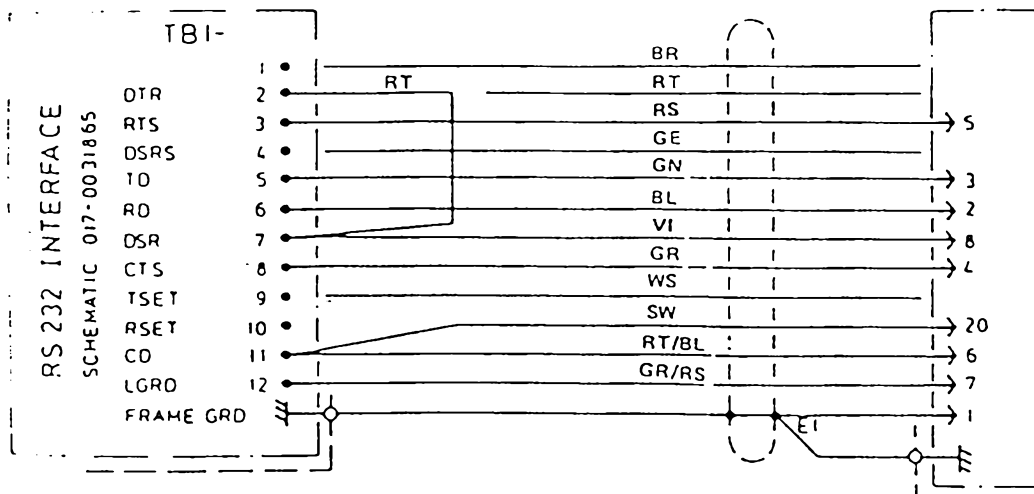 TB1-
RS232 INTERFACE
SCHEMATIC 017-0031865
1 BR
DTR 2 RT RT
RTS 3 RS 5
DSRS 4 GE
TD 5 GN 3
RD 6 BL 2
DSR 7 VI 8
CTS 8 GR 4
TSET 9 WS
RSET 10 SW 20
CD 11 RT/BL 6
LGRD 12 GR/RS 7
FRAME GRD 1
E1